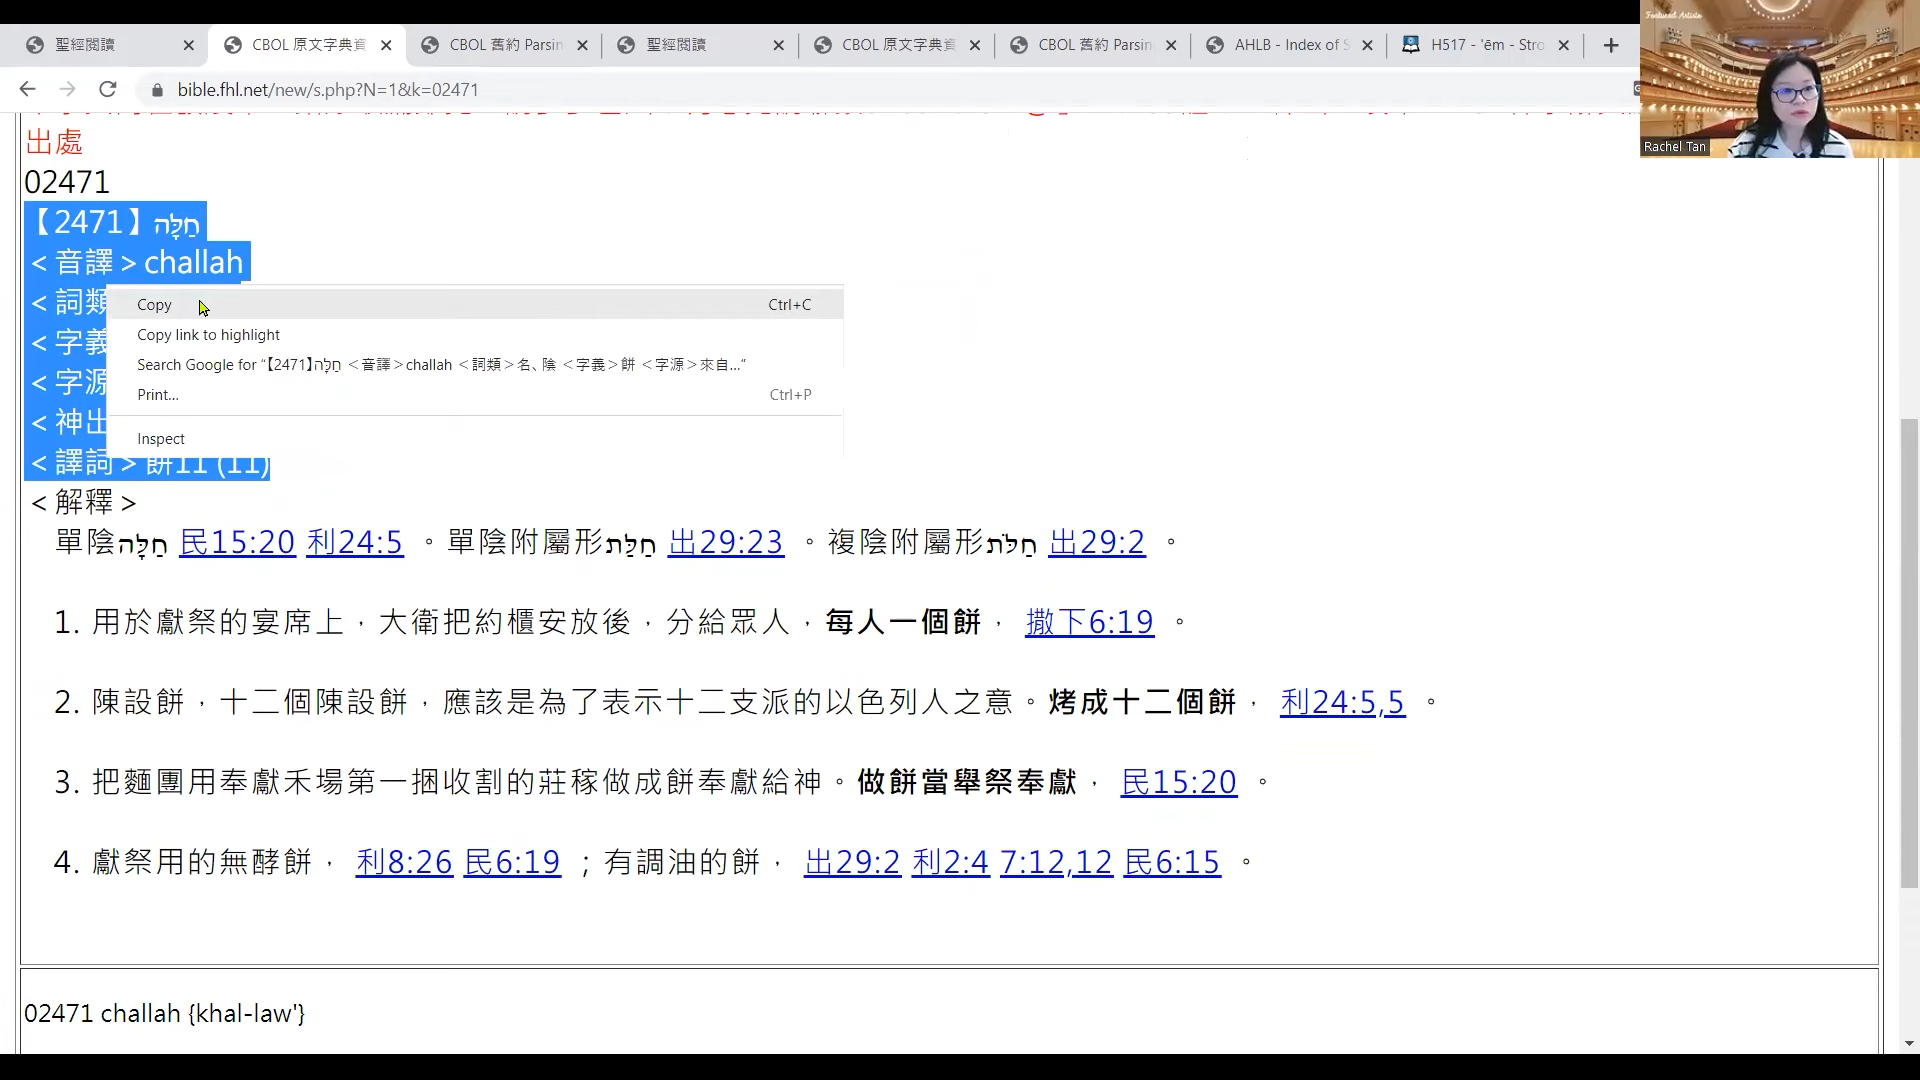 聖經閱讀
CBOL 原文字典資
CBOL 舊約 Parsin
聖經閱讀
CBOL 原文字典資
CBOL 舊約 Parsin
AHLB - Index of S
H517 - 'ēm - Stro
bible.fhl.net/new/s.php?N=1&k=02471
Featured Artists
Rachel Tan
出處
02471
【2471】חַלָּה
＜音譯＞challah
＜詞類
＜字義
＜字源
＜神出
＜譯詞＞餅11 (11)
Copy Ctrl+C
Copy link to highlight
Search Google for “【2471】חַלָּה ＜音譯＞challah ＜詞類＞名、陰 ＜字義＞餅 ＜字源＞來自...”
Print... Ctrl+P
Inspect
＜解釋＞
單陰חַלָּה 民15:20 利24:5 。單陰附屬形חַלַּת 出29:23 。複陰附屬形חַלֹּת 出29:2 。
1. 用於獻祭的宴席上，大衛把約櫃安放後，分給眾人，每人一個餅， 撒下6:19 。
2. 陳設餅，十二個陳設餅，應該是為了表示十二支派的以色列人之意。烤成十二個餅， 利24:5,5 。
3. 把麵團用奉獻禾場第一捆收割的莊稼做成餅奉獻給神。做餅當舉祭奉獻， 民15:20 。
4. 獻祭用的無酵餅， 利8:26 民6:19 ；有調油的餅， 出29:2 利2:4 7:12,12 民6:15 。
02471 challah {khal-law'}